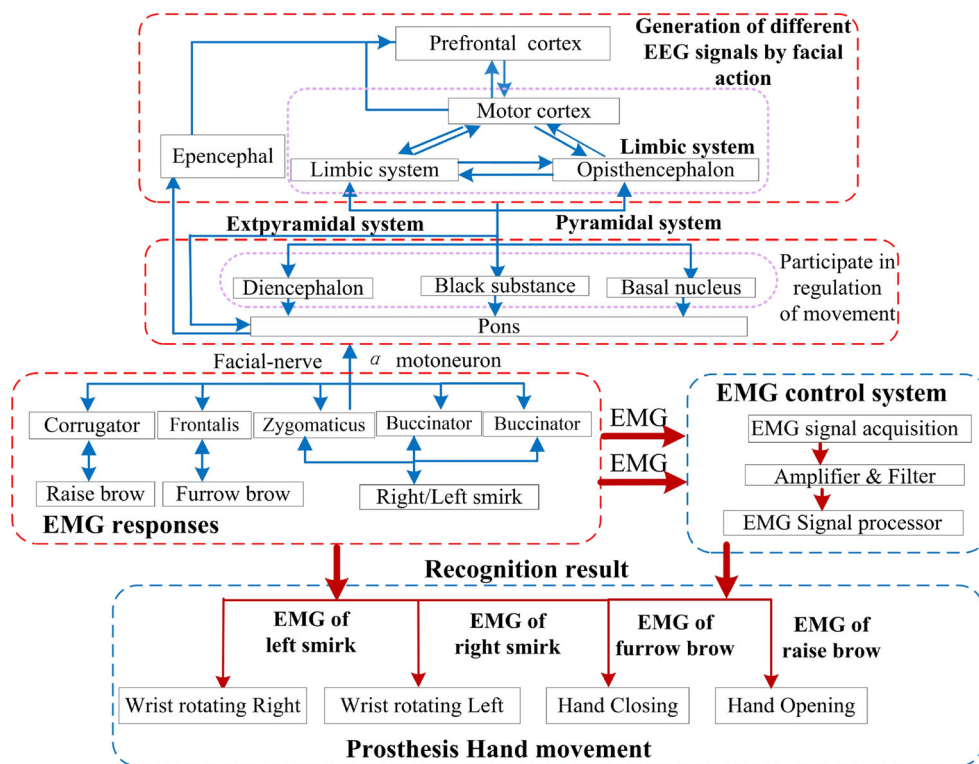 Generation of different
EEG signals by facial
action
Prefrontal cortex
Motor cortex
Epencephal
Limbic system
Limbic system
Opisthencephalon
Extpyramidal system
Pyramidal system
Participate in
regulation
of movement
Diencephalon
Black substance
Basal nucleus
Pons
Facial-nerve
α motoneuron
EMG control system
Corrugator
Frontalis
Zygomaticus
Buccinator
Buccinator
EMG
EMG signal acquisition
EMG
Amplifier & Filter
Raise brow
Furrow brow
Right/Left smirk
EMG Signal processor
EMG responses
Recognition result
EMG of
left smirk
EMG of
right smirk
EMG of
furrow brow
EMG of
raise brow
Wrist rotating Right
Wrist rotating Left
Hand Closing
Hand Opening
Prosthesis Hand movement